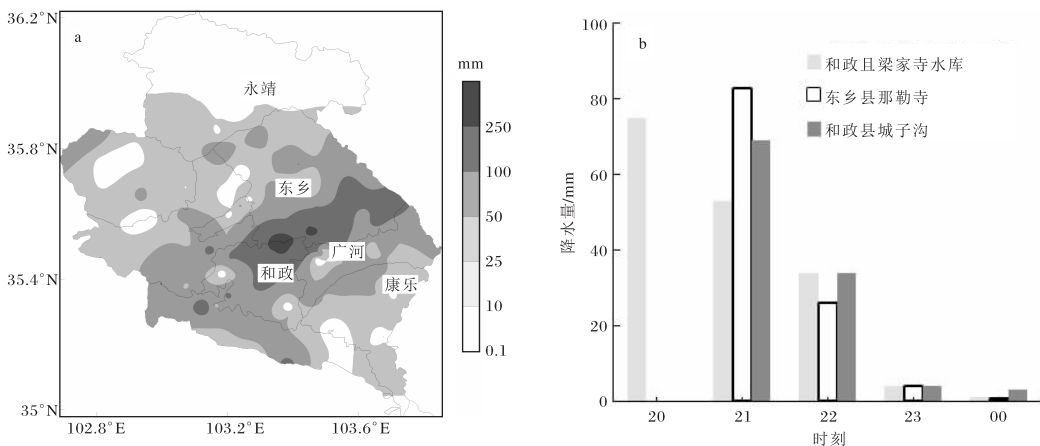 a
36.2°N
35.8°N
35.4°N
35°N
102.8°E
103.2°E
103.6°E
永靖
东乡
广河
和政
康乐
mm
250
100
50
25
10
0.1
b
降水量/mm
100
80
60
40
20
0
和政且梁家寺水库
东乡县那勒寺
和政县城子沟
20
21
22
23
00
时刻